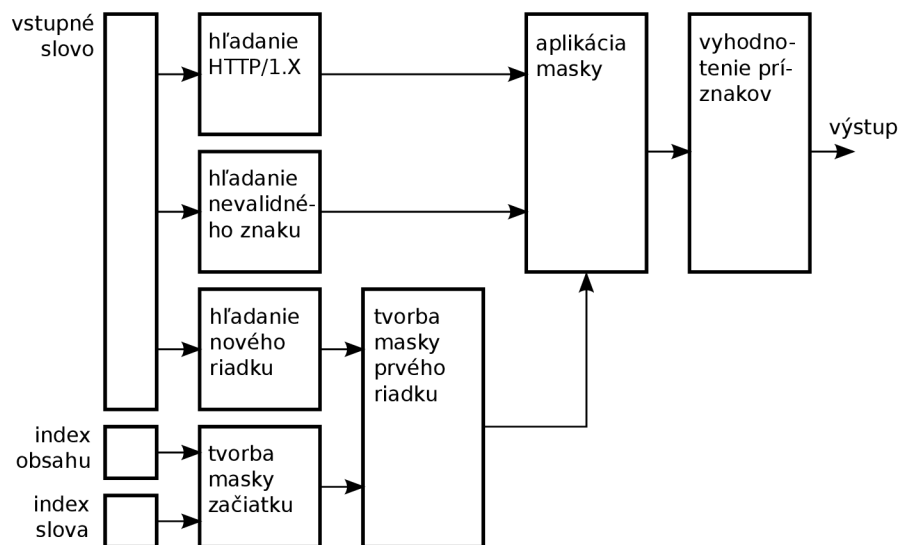 vstupné
slovo
hľadanie
HTTP/1.X
aplikácia
masky
vyhodno-
tenie prí-
znakov
výstup
hľadanie
nevalidné-
ho znaku
hľadanie
nového
riadku
tvorba
masky
prvého
riadku
index
obsahu
tvorba
masky
začiatku
index
slova